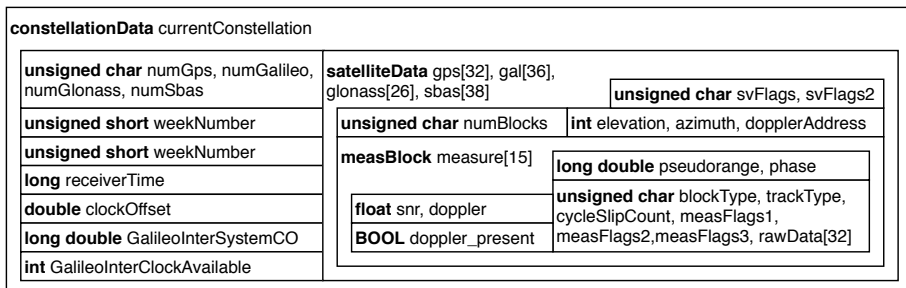 constellationData currentConstellation
unsigned char numGps, numGalileo,
numGlonass, numSbas
unsigned short weekNumber
unsigned short weekNumber
long receiverTime
double clockOffset
long double GalileoInterSystemCO
int GalileoInterClockAvailable
satelliteData gps[32], gal[36],
glonass[26], sbas[38]
unsigned char svFlags, svFlags2
unsigned char numBlocks
int elevation, azimuth, dopplerAddress
measBlock measure[15]
long double pseudorange, phase
float snr, doppler
BOOL doppler_present
unsigned char blockType, trackType,
cycleSlipCount, measFlags1,
measFlags2,measFlags3, rawData[32]